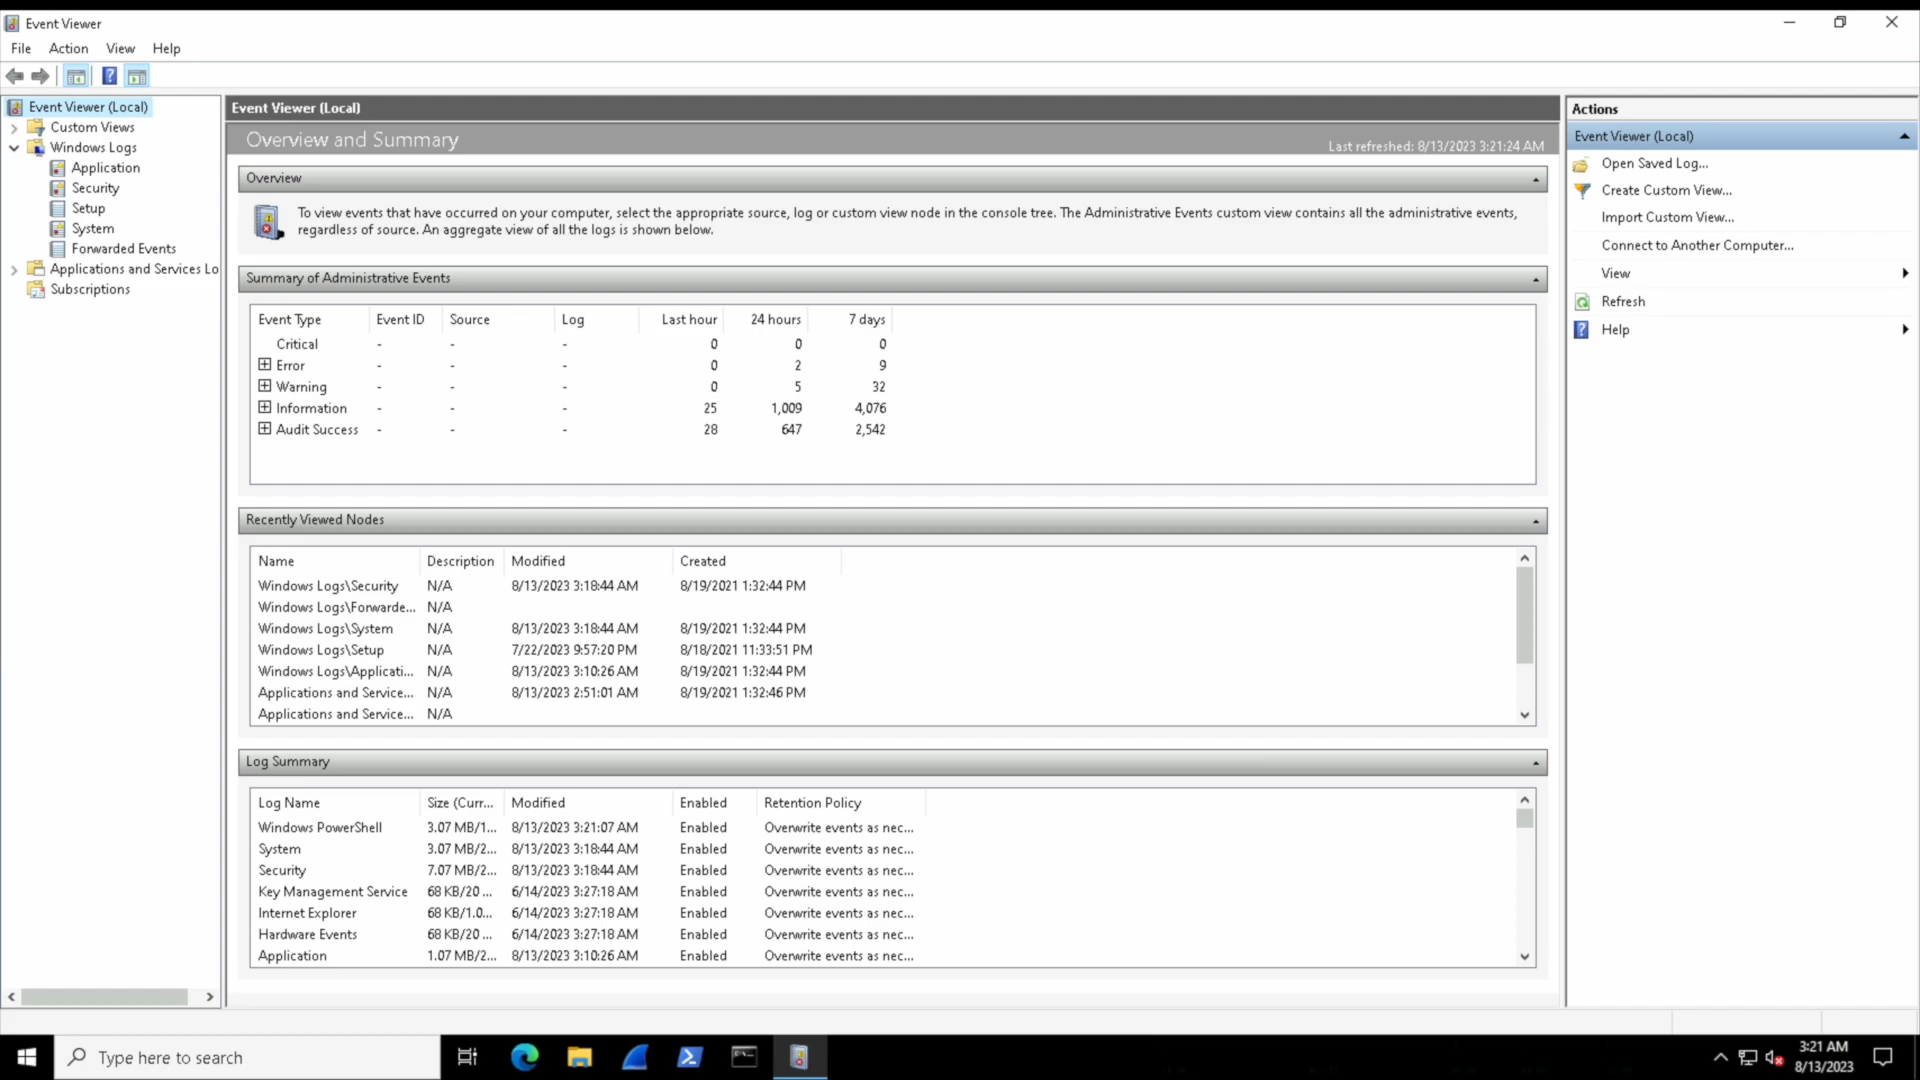 Event Viewer
File Action View Help
Event Viewer (Local)
Custom Views
Windows Logs
Application
Security
Setup
System
Forwarded Events
Applications and Services Lo
Subscriptions
Event Viewer (Local)
Overview and Summary
Last refreshed: 8/13/2023 3:21:24 AM
Overview
To view events that have occurred on your computer, select the appropriate source, log or custom view node in the console tree. The Administrative Events custom view contains all the administrative events,
regardless of source. An aggregate view of all the logs is shown below.
Summary of Administrative Events
Event Type Event ID Source Log Last hour 24 hours 7 days
Critical - - - 0 0 0
Error - - - 0 2 9
Warning - - - 0 5 32
Information - - - 25 1,009 4,076
Audit Success - - - 28 647 2,542
Recently Viewed Nodes
Name Description Modified Created
Windows Logs\Security N/A 8/13/2023 3:18:44 AM 8/19/2021 1:32:44 PM
Windows Logs\Forwarde... N/A
Windows Logs\System N/A 8/13/2023 3:18:44 AM 8/19/2021 1:32:44 PM
Windows Logs\Setup N/A 7/22/2023 9:57:20 PM 8/18/2021 11:33:51 PM
Windows Logs\Applicati... N/A 8/13/2023 3:10:26 AM 8/19/2021 1:32:44 PM
Applications and Service... N/A 8/13/2023 2:51:01 AM 8/19/2021 1:32:46 PM
Applications and Service... N/A
Log Summary
Log Name Size (Curr... Modified Enabled Retention Policy
Windows PowerShell 3.07 MB/1... 8/13/2023 3:21:07 AM Enabled Overwrite events as nec...
System 3.07 MB/2... 8/13/2023 3:18:44 AM Enabled Overwrite events as nec...
Security 7.07 MB/2... 8/13/2023 3:18:44 AM Enabled Overwrite events as nec...
Key Management Service 68 KB/20 ... 6/14/2023 3:27:18 AM Enabled Overwrite events as nec...
Internet Explorer 68 KB/1.0... 6/14/2023 3:27:18 AM Enabled Overwrite events as nec...
Hardware Events 68 KB/20 ... 6/14/2023 3:27:18 AM Enabled Overwrite events as nec...
Application 1.07 MB/2... 8/13/2023 3:10:26 AM Enabled Overwrite events as nec...
Actions
Event Viewer (Local)
Open Saved Log...
Create Custom View...
Import Custom View...
Connect to Another Computer...
View
Refresh
Help
Type here to search
3:21 AM
8/13/2023